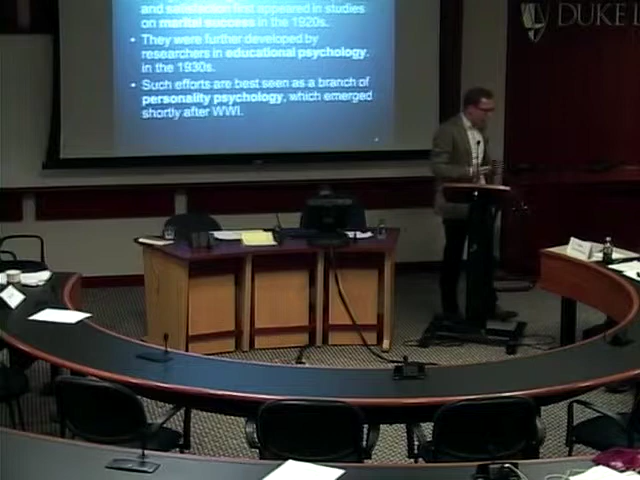 and satisfaction first appeared in studies
on marital success in the 1920s.
• They were further developed by
researchers in educational psychology,
in the 1930s.
• Such efforts are best seen as a branch of
personality psychology, which emerged
shortly after WWI.
DUKE